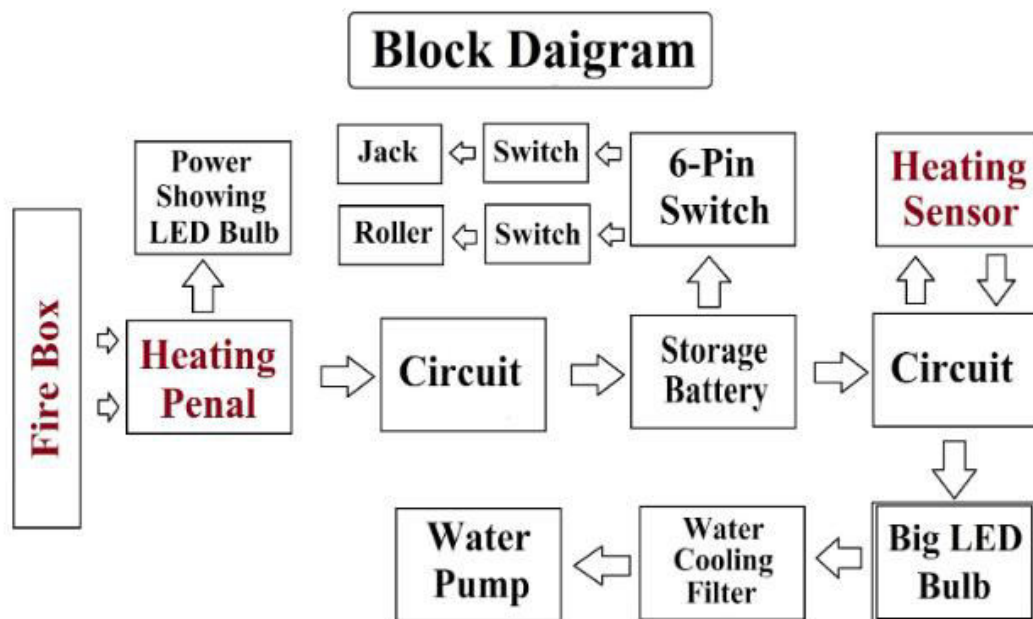 Block Daigram
Power
Showing
LED Bulb
Jack
Switch
6-Pin
Switch
Heating
Sensor
Roller
Switch
Fire Box
Heating
Penal
Circuit
Storage
Battery
Circuit
Water
Pump
Water
Cooling
Filter
Big LED
Bulb